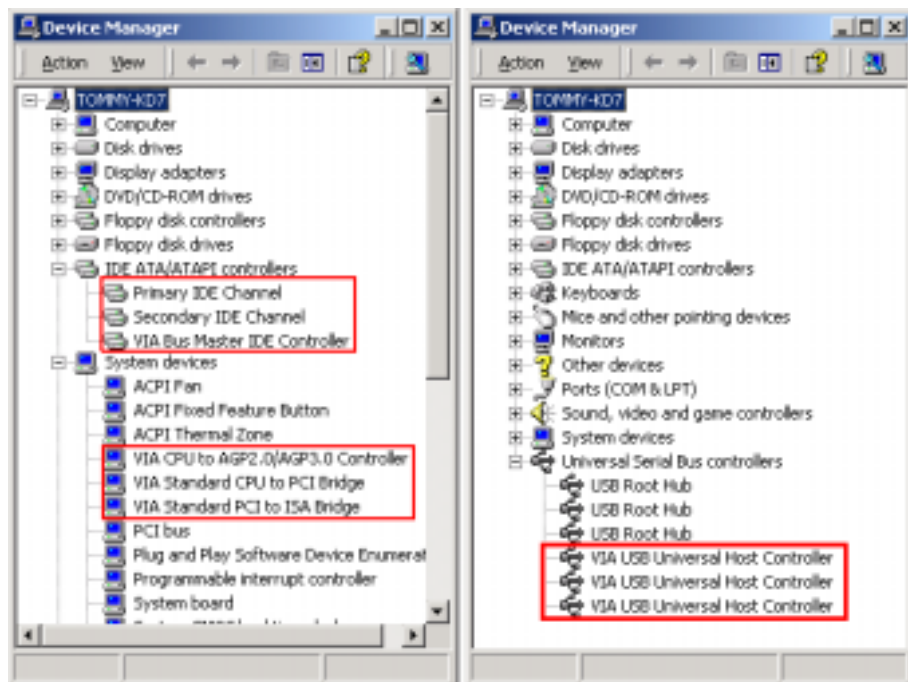 Device Manager
Action View
TOMMY-KD7
Computer
Disk drives
Display adapters
DVD/CD-ROM drives
Floppy disk controllers
Floppy disk drives
IDE ATA/ATAPI controllers
Primary IDE Channel
Secondary IDE Channel
VIA Bus Master IDE Controller
System devices
ACPI Fan
ACPI Fixed Feature Button
ACPI Thermal Zone
VIA CPU to AGP2.0/AGP3.0 Controller
VIA Standard CPU to PCI Bridge
VIA Standard PCI to ISA Bridge
PCI bus
Plug and Play Software Device Enumerat
Programmable interrupt controller
System board
Device Manager
Action View
TOMMY-KD7
Computer
Disk drives
Display adapters
DVD/CD-ROM drives
Floppy disk controllers
Floppy disk drives
IDE ATA/ATAPI controllers
Keyboards
Mice and other pointing devices
Monitors
Other devices
Ports (COM & LPT)
Sound, video and game controllers
System devices
Universal Serial Bus controllers
USB Root Hub
USB Root Hub
USB Root Hub
VIA USB Universal Host Controller
VIA USB Universal Host Controller
VIA USB Universal Host Controller